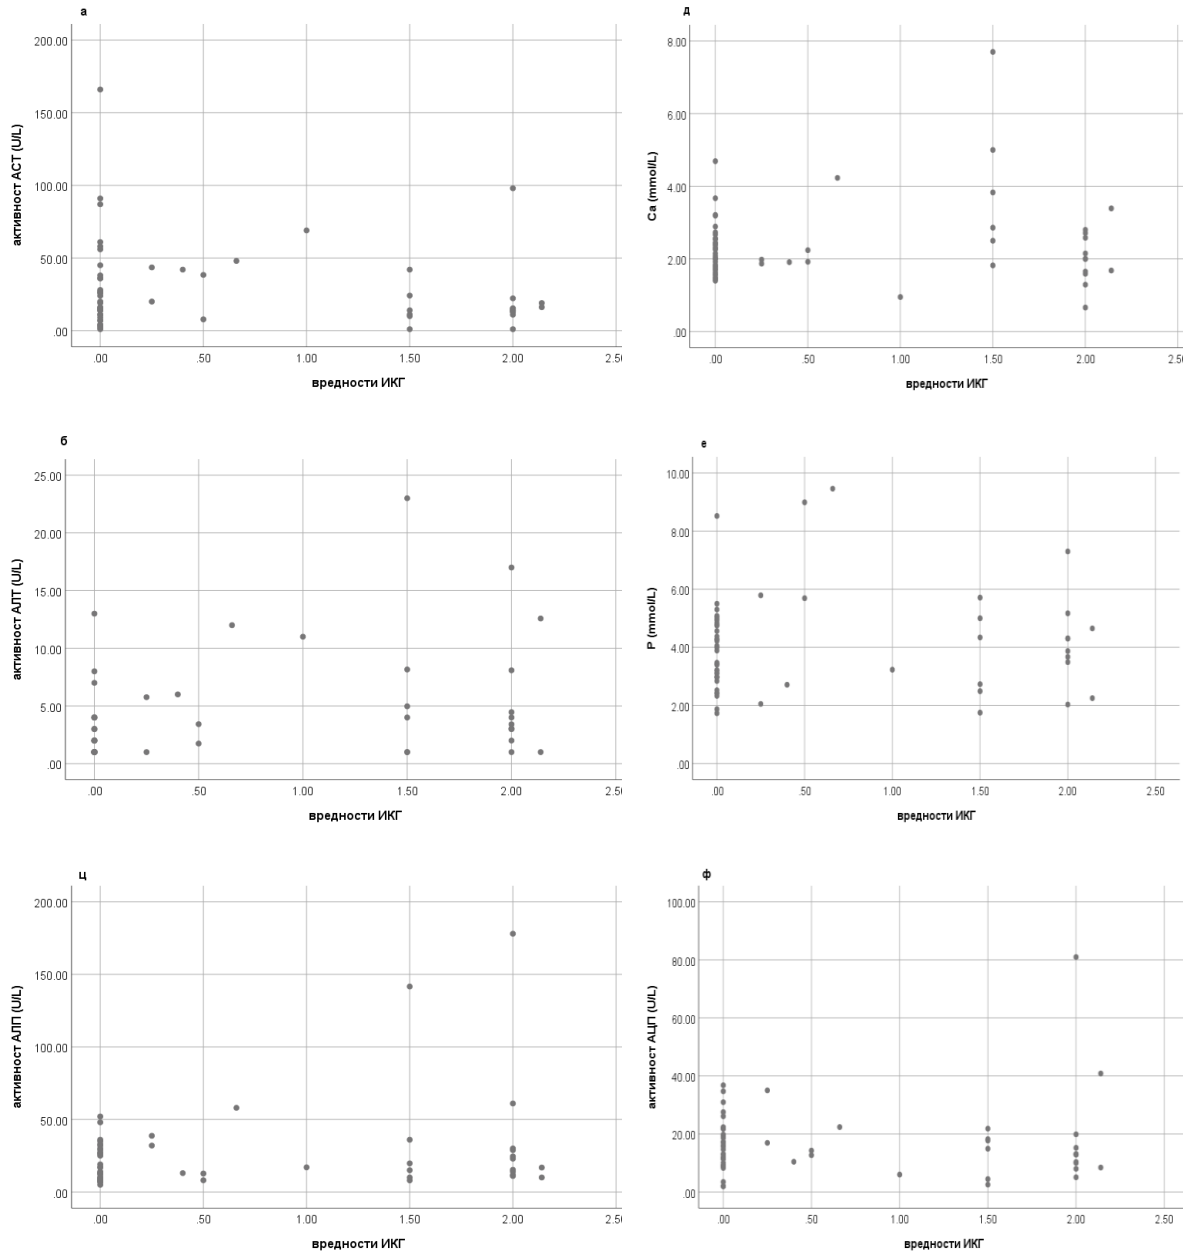 а
200.00
150.00
100.00
50.00
.00
активност АСТ (U/L)
.00 .50 1.00 1.50 2.00 2.50
вредности ИКГ
д
8.00
6.00
4.00
2.00
.00
Ca (mmol/L)
.00 .50 1.00 1.50 2.00 2.50
вредности ИКГ
б
25.00
20.00
15.00
10.00
5.00
.00
активност АЛТ (U/L)
.00 .50 1.00 1.50 2.00 2.50
вредности ИКГ
е
10.00
8.00
6.00
4.00
2.00
.00
P (mmol/L)
.00 .50 1.00 1.50 2.00 2.50
вредности ИКГ
ц
200.00
150.00
100.00
50.00
.00
активност АЛП (U/L)
.00 .50 1.00 1.50 2.00 2.50
вредности ИКГ
ф
100.00
80.00
60.00
40.00
20.00
.00
активност АЦП (U/L)
.00 .50 1.00 1.50 2.00 2.50
вредности ИКГ